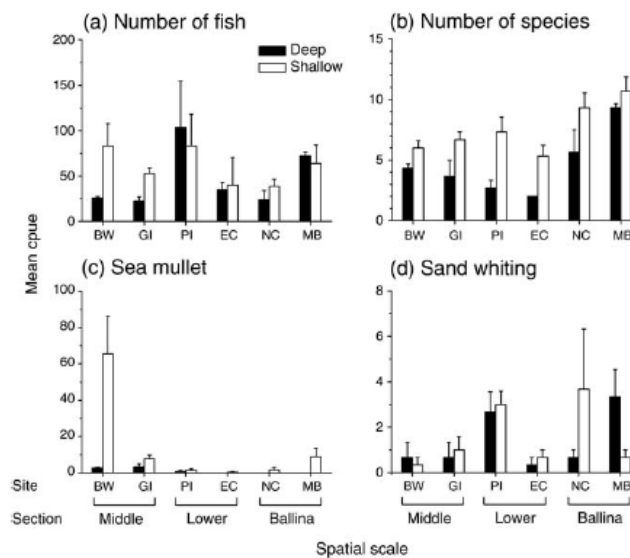 (a) Number of fish
(b) Number of species
Deep
Shallow
200
150
100
50
0
BW GI PI EC NC MB
15
10
5
0
BW GI PI EC NC MB
Mean cpue
(c) Sea mullet
(d) Sand whiting
100
80
60
40
20
0
8
6
4
2
0
Site BW GI PI EC NC MB
BW GI PI EC NC MB
Section Middle Lower Ballina
Middle Lower Ballina
Spatial scale